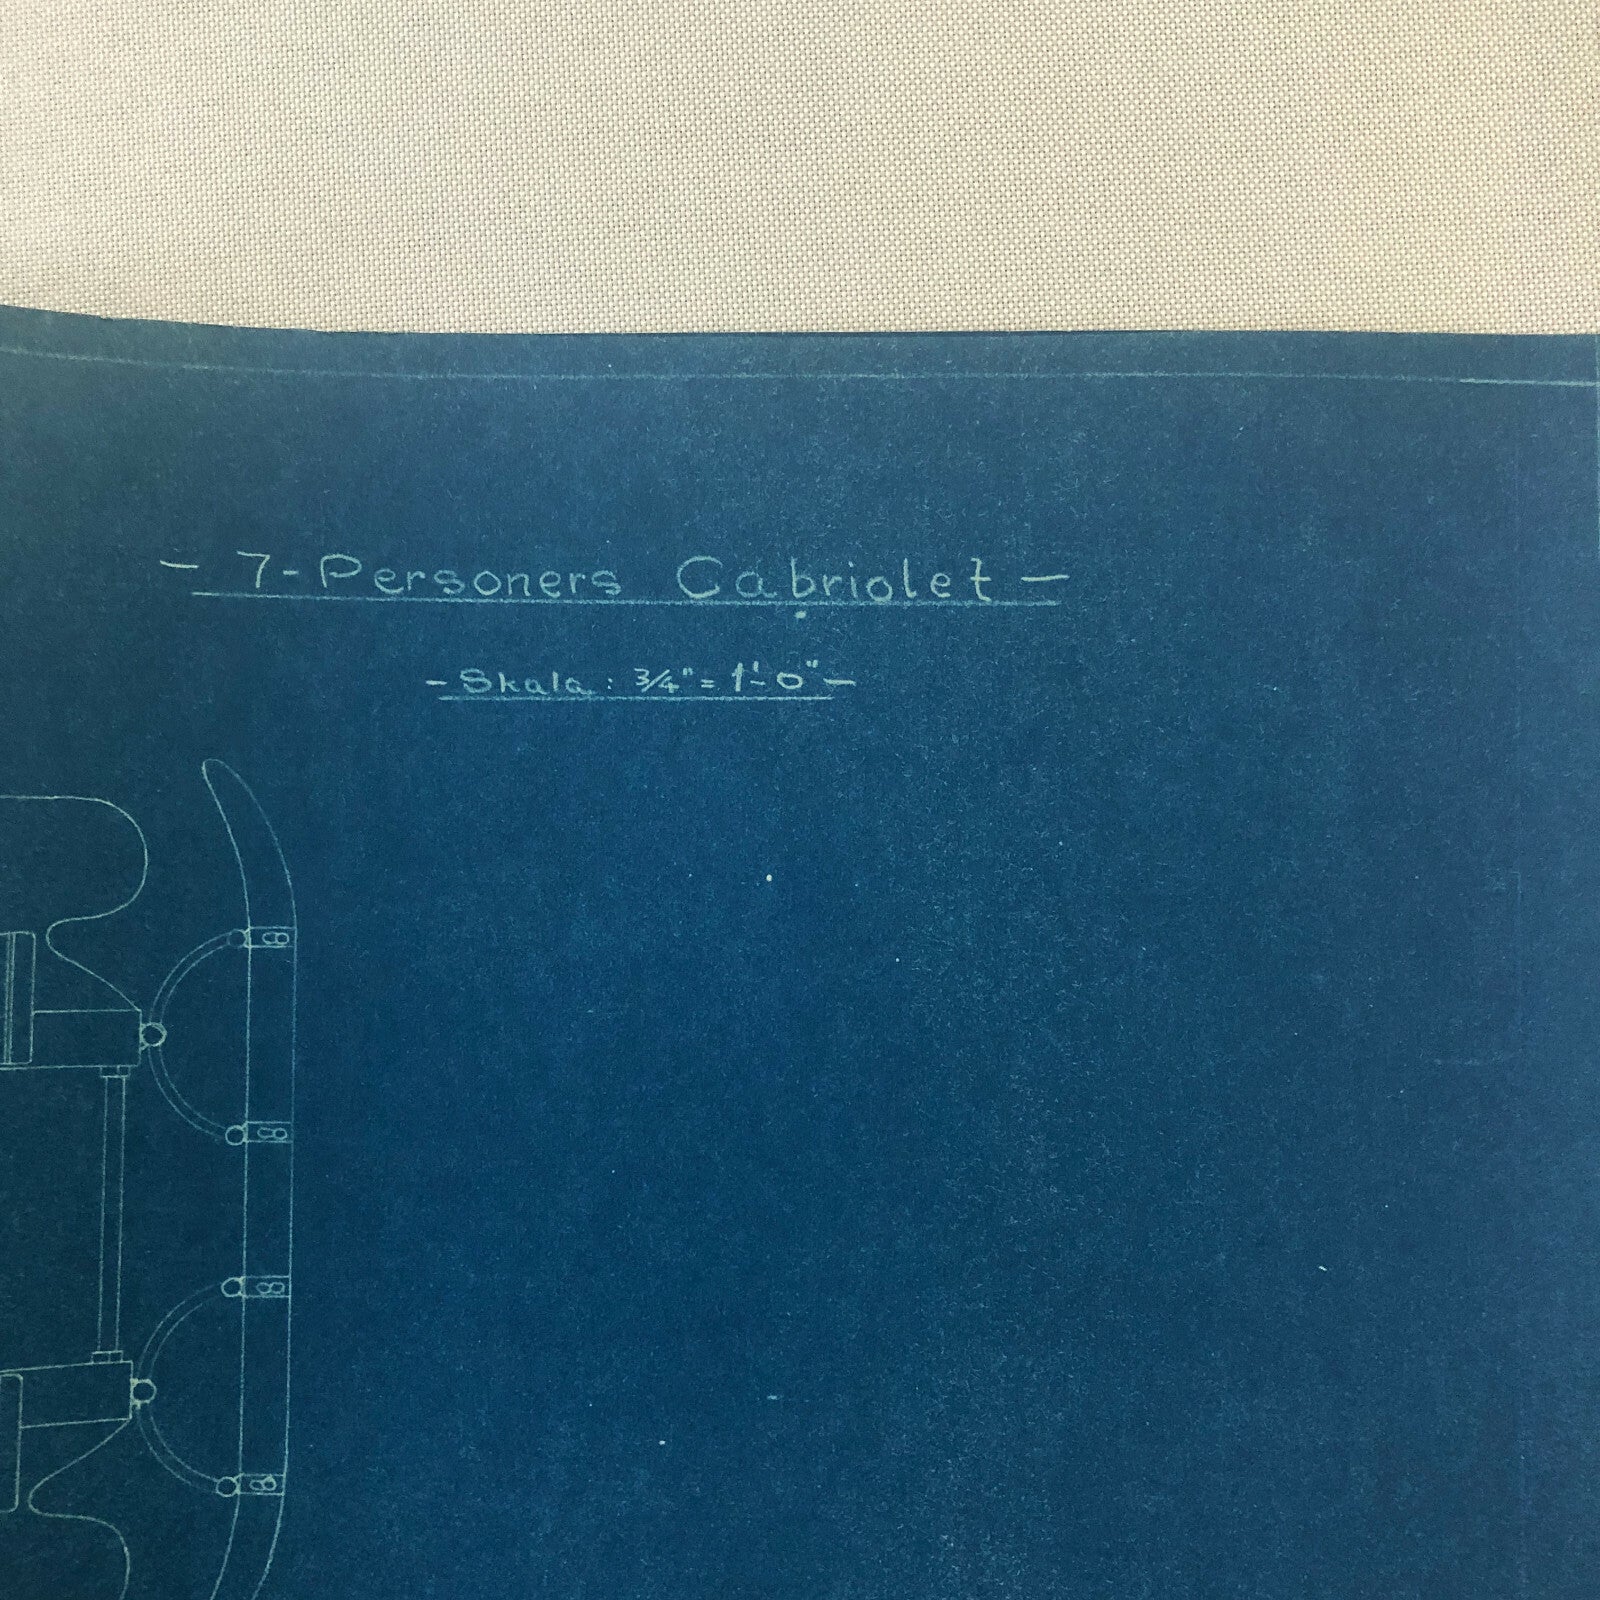 - 7-Personers Cabriolet -
- Skala: 3/4" = 1'-0" -